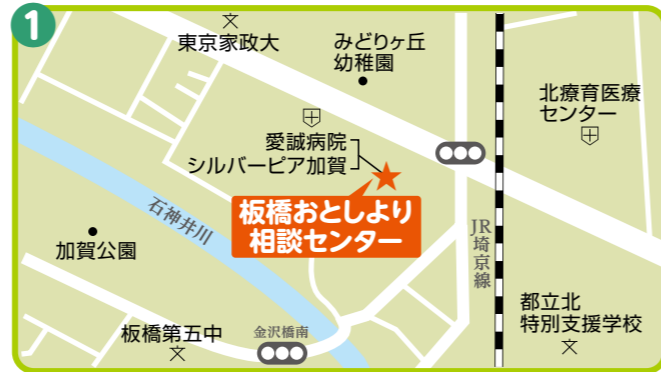 1
東京家政大
みどりヶ丘
幼稚園
北療育医療
センター
愛誠病院
シルバーピア加賀
板橋おとしより
相談センター
石神井川
加賀公園
JR埼京線
都立北
特別支援学校
金沢橋南
板橋第五中